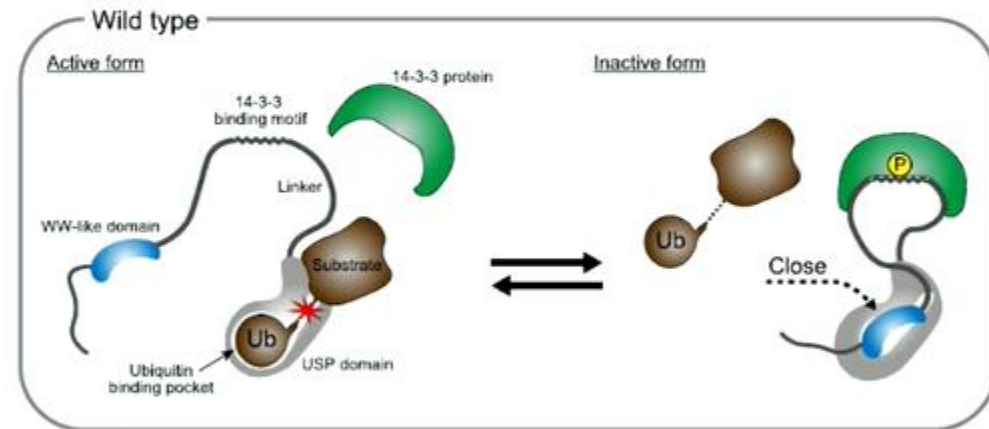 Wild type
Active form
14-3-3 protein
14-3-3
binding motif
Linker
WW-like domain
Substrate
Ub
USP domain
Ubiquitin
binding pocket
Inactive form
P
Ub
Close